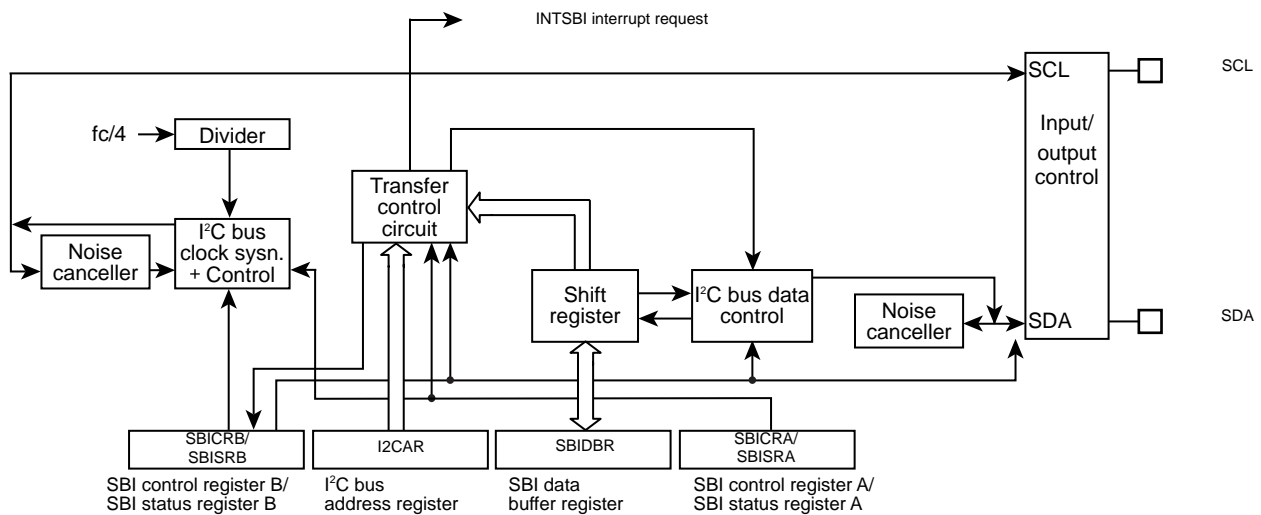 INTSBI interrupt request
SCL
SCL
fc/4
Divider
Input/
output
control
Transfer
control
circuit
I²C bus
clock sysn.
+ Control
Noise
canceller
Shift
register
I²C bus data
control
Noise
canceller
SDA
SDA
SBICRB/
SBISRB
I2CAR
SBIDBR
SBICRA/
SBISRA
SBI control register B/
SBI status register B
I²C bus
address register
SBI data
buffer register
SBI control register A/
SBI status register A